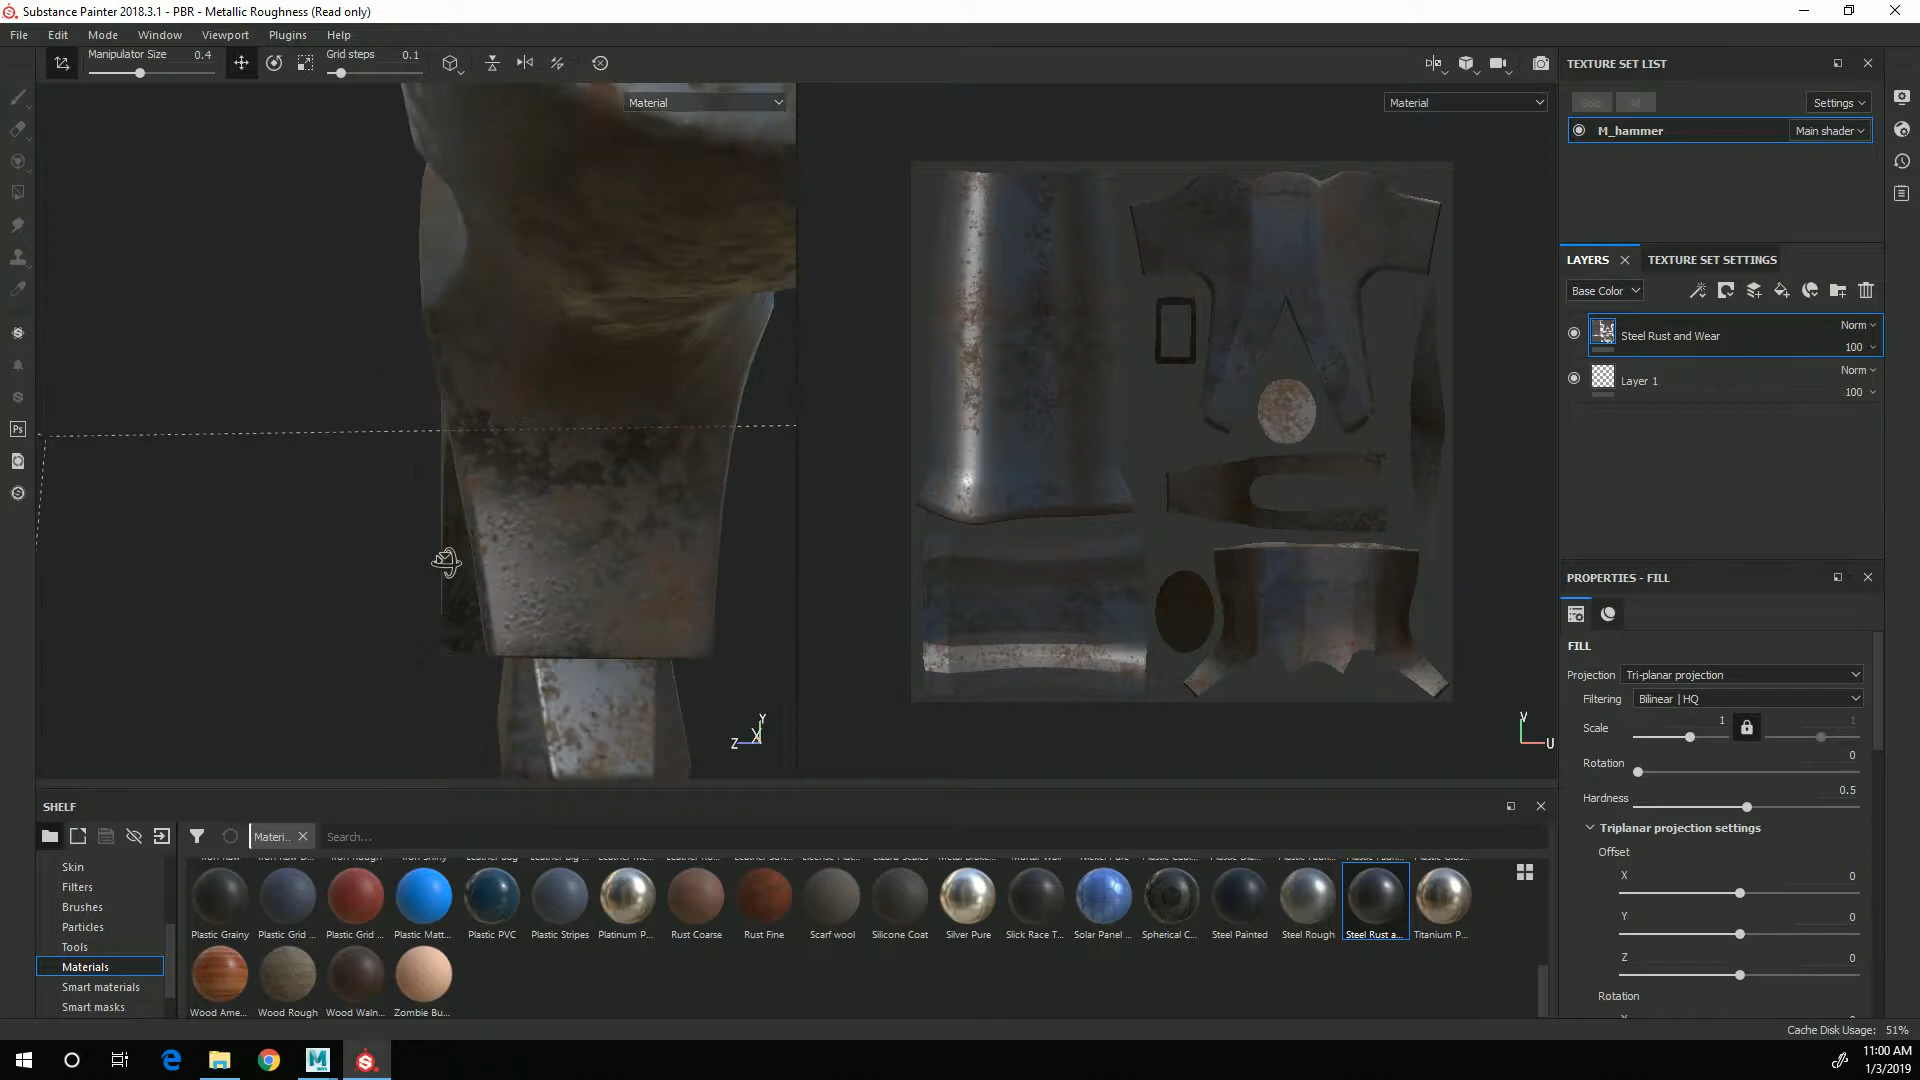 Substance Painter 2018.3.1 - PBR - Metallic Roughness (Read only)
File Edit Mode Window Viewport Plugins Help
Manipulator Size 0.4
Grid steps 0.1
Material
Material
TEXTURE SET LIST
Settings
M_hammer
Main shader
LAYERS
TEXTURE SET SETTINGS
Base Color
Steel Rust and Wear
Norm
100
Layer 1
Norm
100
PROPERTIES - FILL
FILL
Projection Tri-planar projection
Filtering Bilinear | HQ
Scale 1 1
Rotation 0
Hardness 0.5
Triplanar projection settings
Offset
X 0
Y 0
Z 0
Rotation
Y
Z X
V
U
SHELF
Materi...
Search...
Skin
Filters
Brushes
Particles
Tools
Materials
Smart materials
Smart masks
Plastic Grainy
Plastic Grid ...
Plastic Grid ...
Plastic Matt...
Plastic PVC
Plastic Stripes
Platinum P...
Rust Coarse
Rust Fine
Scarf wool
Silicone Coat
Silver Pure
Slick Race T...
Solar Panel ...
Spherical C...
Steel Painted
Steel Rough
Steel Rust a...
Titanium P...
Wood Ame...
Wood Rough
Wood Waln...
Zombie Bu...
Cache Disk Usage: 51%
11:00 AM
1/3/2019